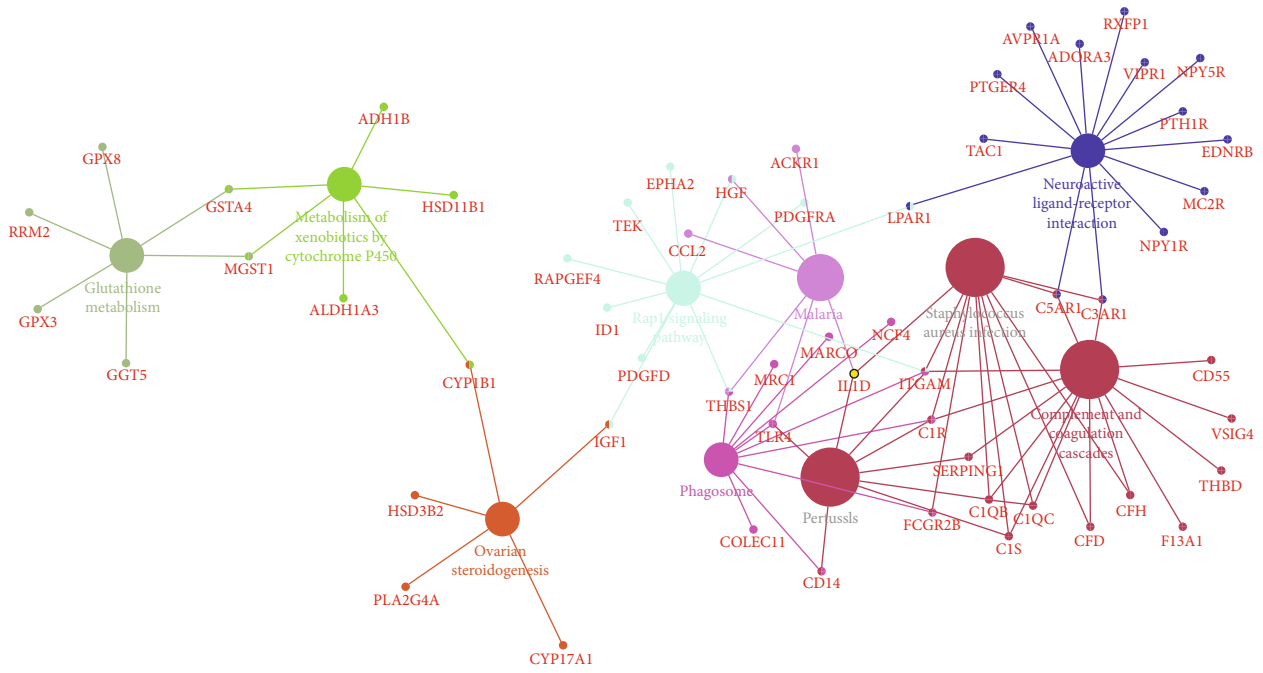 RXFP1
AVPR1A
ADORA3
VIPR1
NPY5R
PTGER4
ADH1B
PTH1R
TAC1
EDNRB
GPX8
ACKR1
EPHA2
HGF
Neuroactive
ligand-receptor
interaction
MC2R
GSTA4
HSD11B1
PDGFRA
LPAR1
Metabolism of
xenobiotics by
cytochrome P450
TEK
RRM2
CCL2
NPY1R
MGST1
RAPGEF4
Glutathione
metabolism
ALDH1A3
GPX3
ID1
Rap1 signaling
pathway
Malaria
Staphylococcus
aureus infection
C5AR1
C3AR1
NCF4
MARCO
GGT5
PDGFD
MRC1
IL1D
ITGAM
CD55
CYP1B1
THBS1
Complement and
coagulation
cascades
IGF1
TLR4
C1R
VSIG4
SERPING1
THBD
Phagosome
Pertussls
HSD3B2
FCGR2B
C1QB
C1QC
CFH
COLEC11
C1S
CFD
F13A1
Ovarian
steroidogenesis
CD14
PLA2G4A
CYP17A1